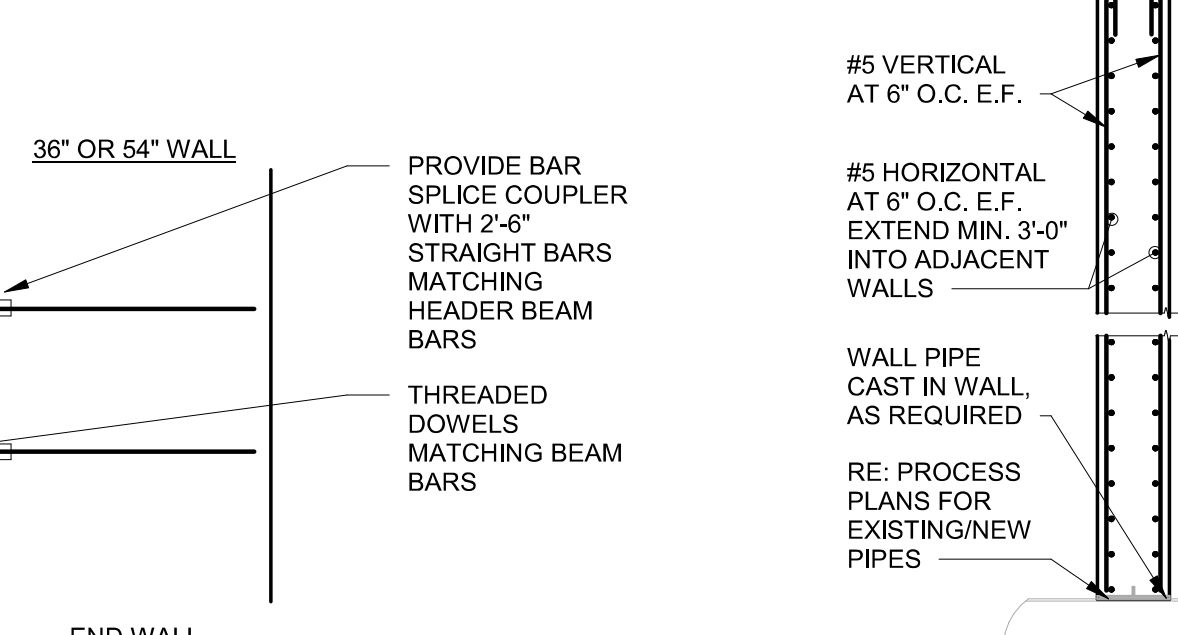 36" OR 54" WALL
PROVIDE BAR
SPLICE COUPLER
WITH 2'-6"
STRAIGHT BARS
MATCHING
HEADER BEAM
BARS
THREADED
DOWELS
MATCHING BEAM
BARS
END WALL
#5 VERTICAL
AT 6" O.C. E.F.
#5 HORIZONTAL
AT 6" O.C. E.F.
EXTEND MIN. 3'-0"
INTO ADJACENT
WALLS
WALL PIPE
CAST IN WALL,
AS REQUIRED
RE: PROCESS
PLANS FOR
EXISTING/NEW
PIPES